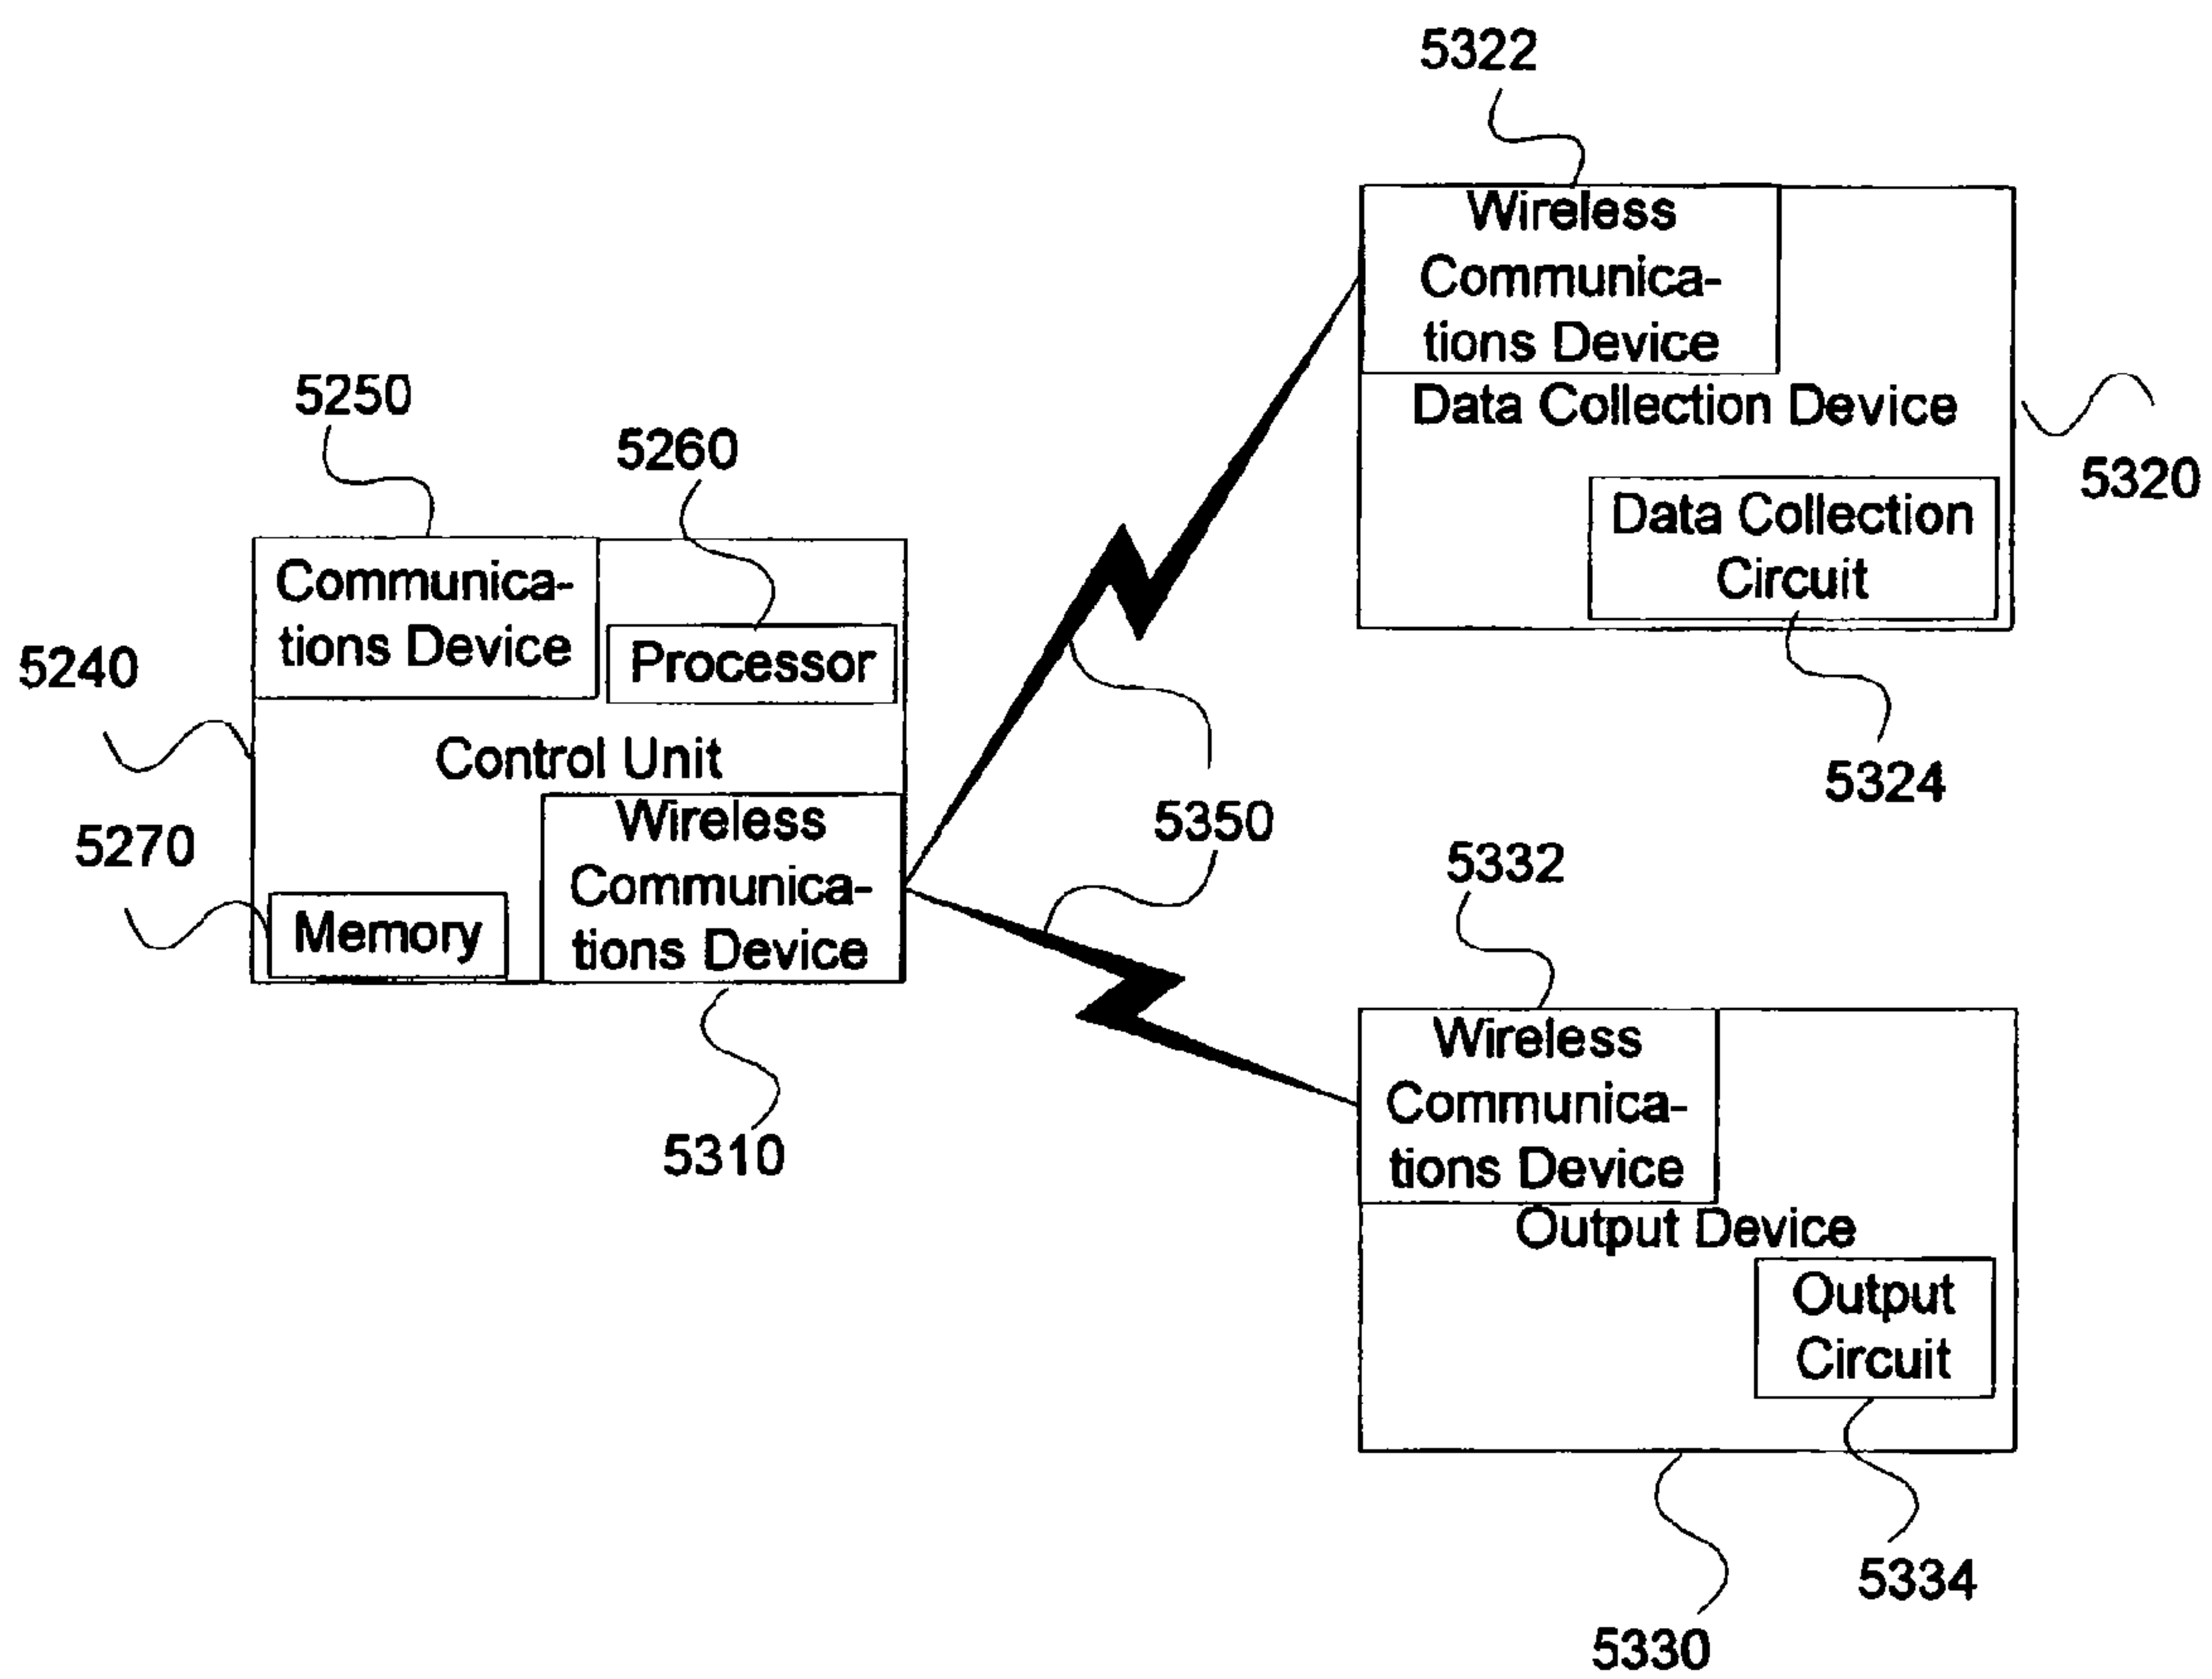 5322
Wireless
Communica-
tions Device
Data Collection Device
5320
Data Collection
Circuit
5324
5250
5260
Communica-
tions Device
Processor
5240
Control Unit
5270
Wireless
Communica-
tions Device
Memory
5310
5350
5332
Wireless
Communica-
tions Device
Output Device
Output
Circuit
5334
5330